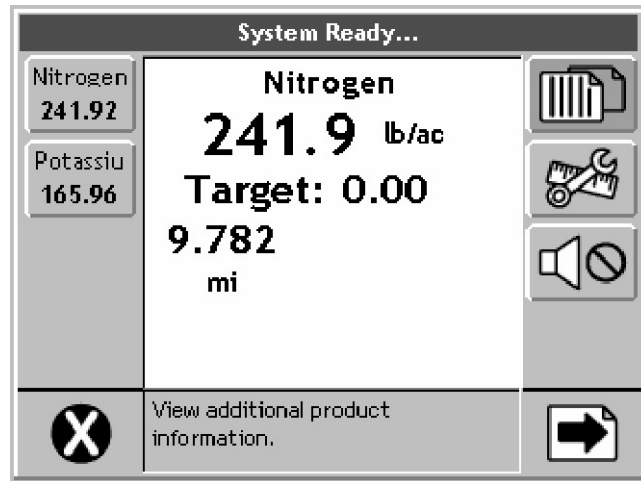 System Ready...
Nitrogen
241.92
Potassiu
165.96
Nitrogen
241.9 lb/ac
Target: 0.00
9.782
mi
View additional product
information.